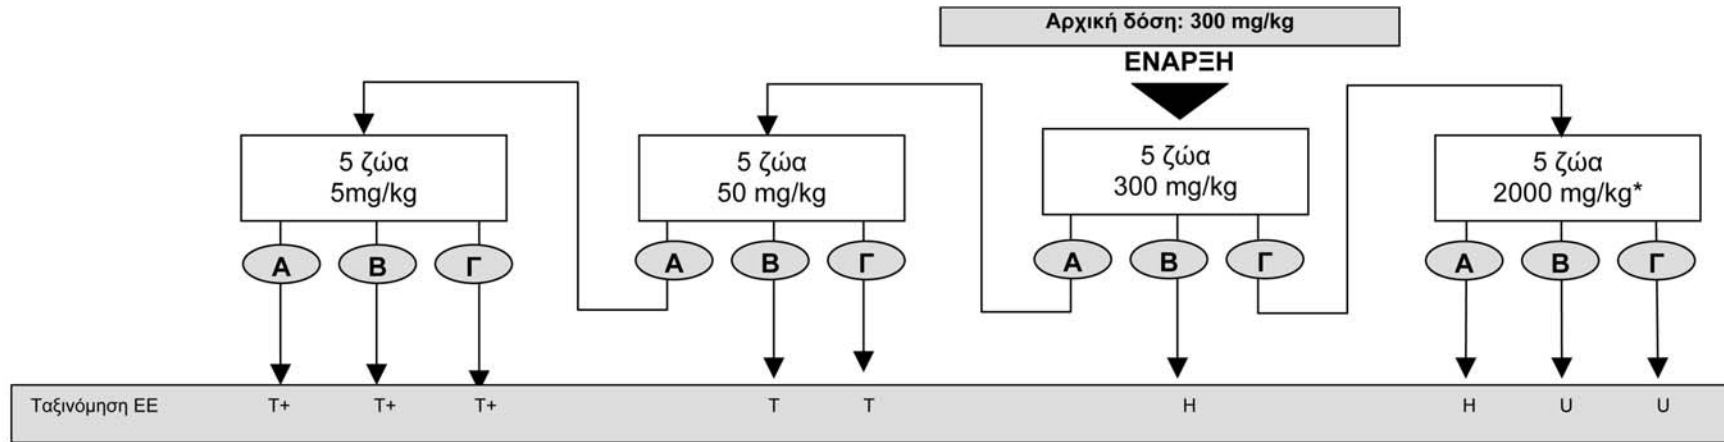 Αρχική δόση: 300 mg/kg
ΕΝΑΡΞΗ
5 ζώα
5mg/kg
5 ζώα
50 mg/kg
5 ζώα
300 mg/kg
5 ζώα
2000 mg/kg*
Α Β Γ Α Β Γ Α Β Γ Α Β Γ
Ταξινόμηση ΕΕ T+ T+ T+ T T H H U U